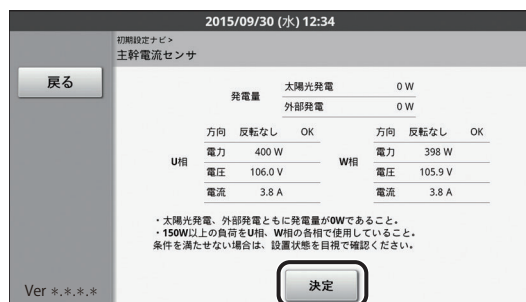 2015/09/30 (水) 12:34
初期設定ナビ>
主幹電流センサ
戻る
発電量 太陽光発電 0 W
外部発電 0 W
U相 方向 反転なし OK
電力 400 W
電圧 106.0 V
電流 3.8 A
W相 方向 反転なし OK
電力 398 W
電圧 105.9 V
電流 3.8 A
・太陽光発電、外部発電ともに発電量が0Wであること。
・150W以上の負荷をU相、W相の各相で使用していること。
条件を満たせない場合は、設置状態を目視で確認ください。
決定
Ver *.*.*.*